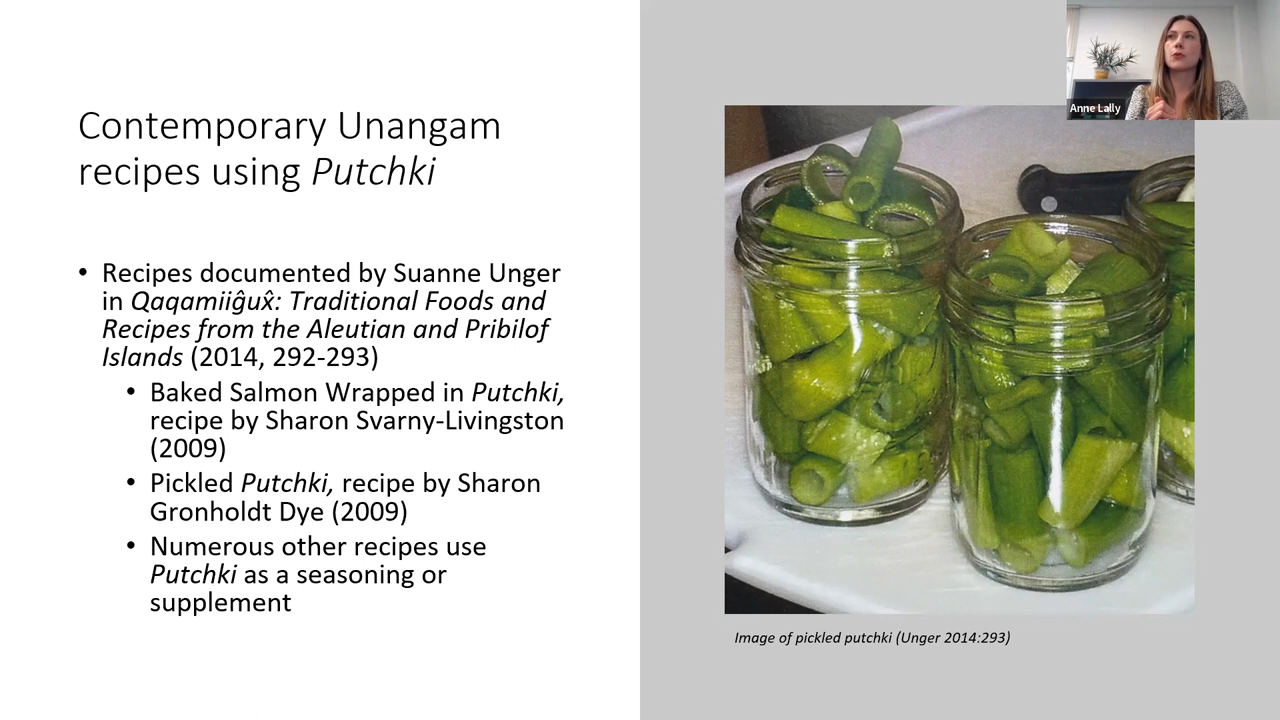 Contemporary Unangam
recipes using Putchki
• Recipes documented by Suanne Unger
in Qaqamiiĝux̂: Traditional Foods and
Recipes from the Aleutian and Pribilof
Islands (2014, 292-293)
• Baked Salmon Wrapped in Putchki,
recipe by Sharon Svarny-Livingston
(2009)
• Pickled Putchki, recipe by Sharon
Gronholdt Dye (2009)
• Numerous other recipes use
Putchki as a seasoning or
supplement
Anne Lally
Image of pickled putchki (Unger 2014:293)